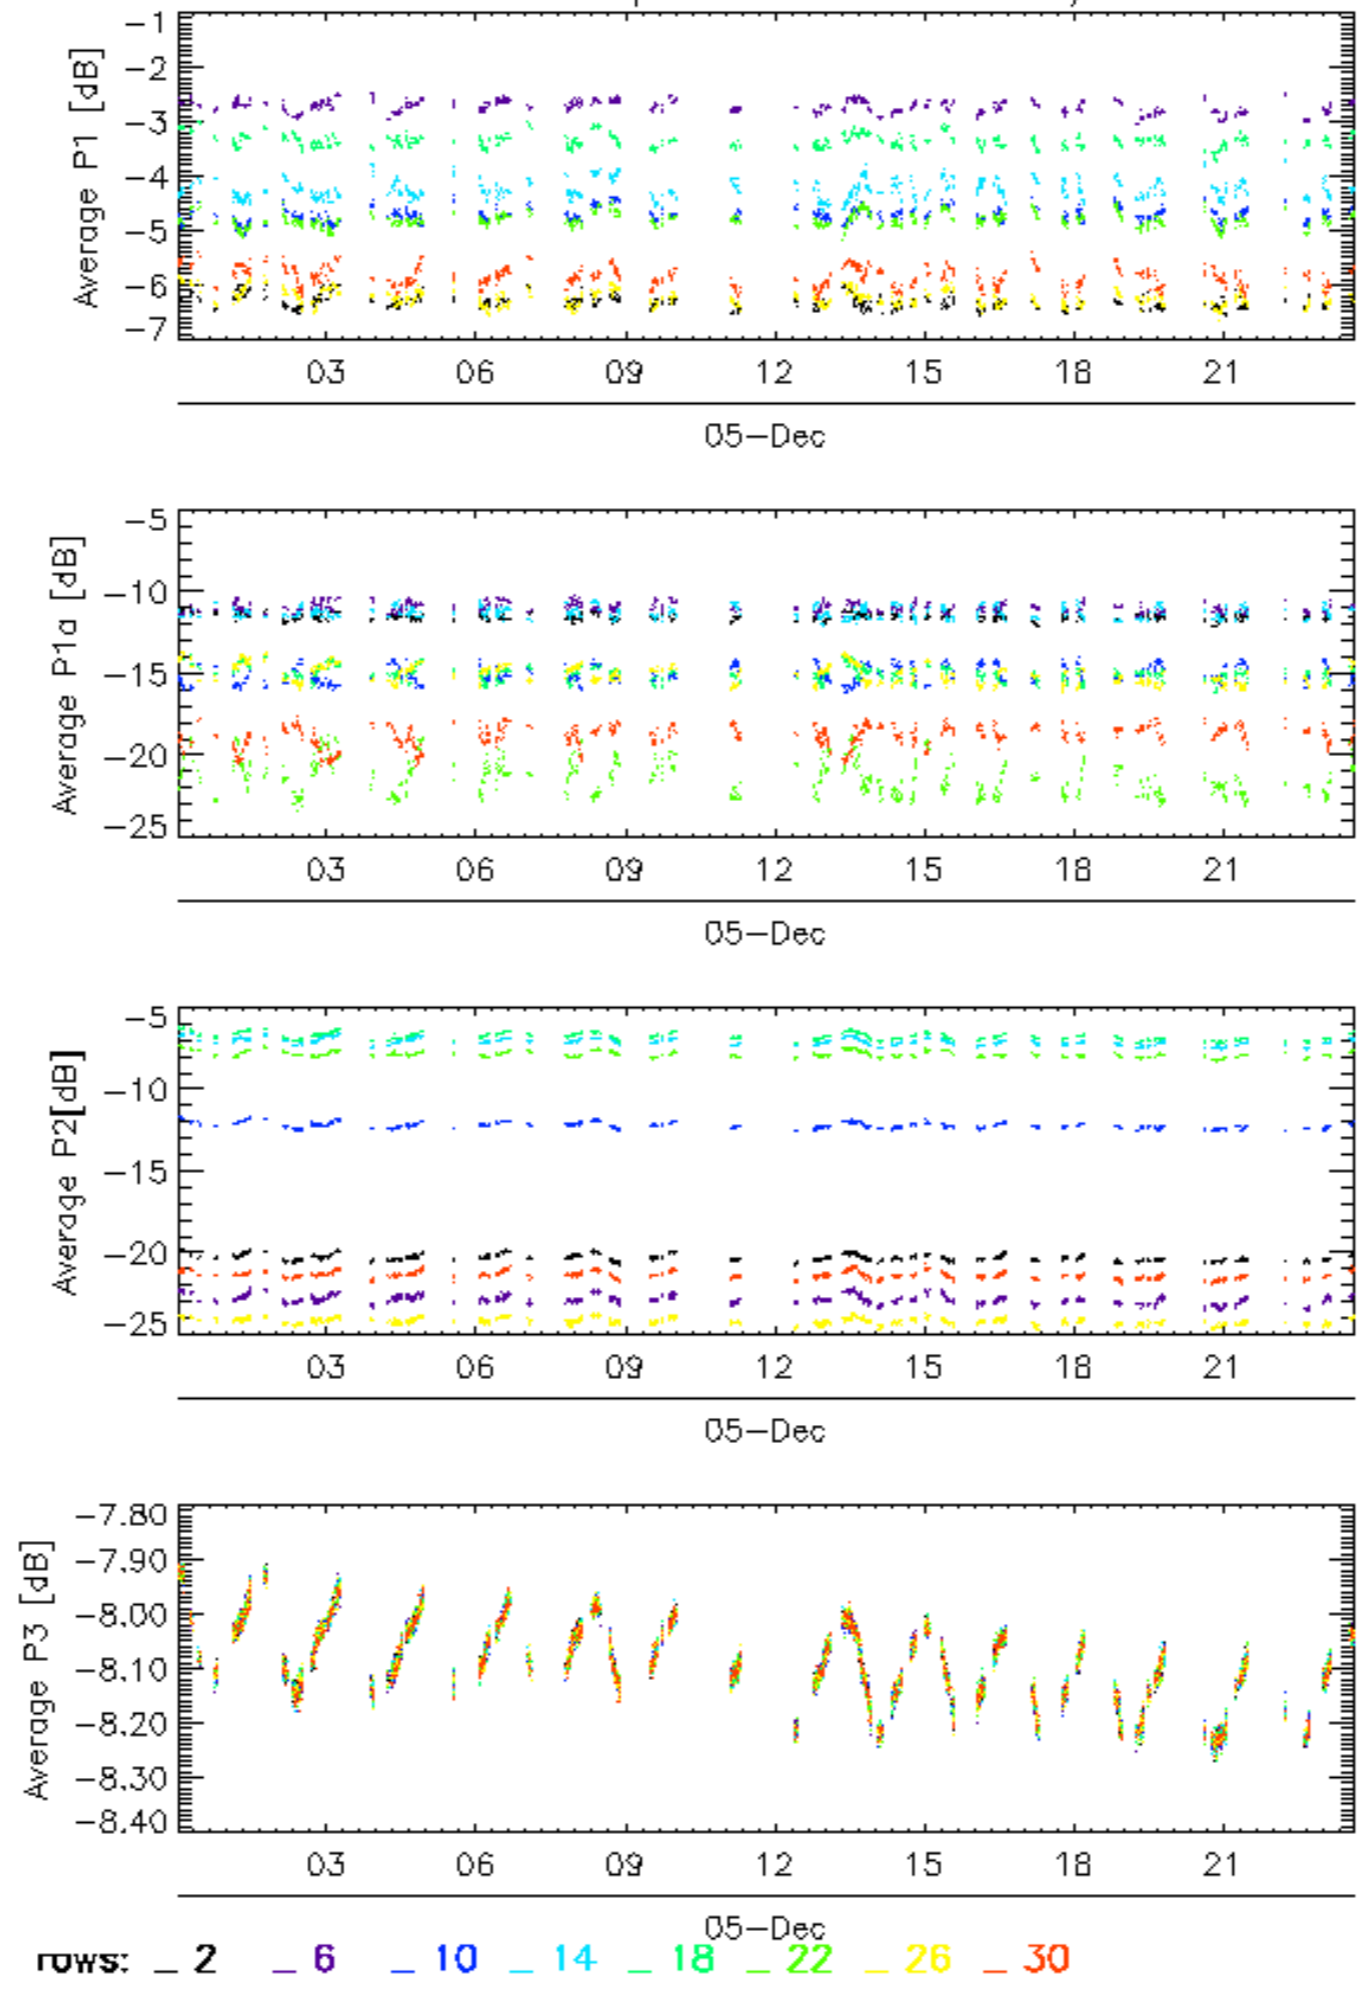 Average P1 [dB]
-1
-2
-3
-4
-5
-6
-7
03 06 09 12 15 18 21
05-Dec
Average P1a [dB]
-5
-10
-15
-20
-25
03 06 09 12 15 18 21
05-Dec
Average P2[dB]
-5
-10
-15
-20
-25
03 06 09 12 15 18 21
05-Dec
Average P3 [dB]
-7.80
-7.90
-8.00
-8.10
-8.20
-8.30
-8.40
03 06 09 12 15 18 21
05-Dec
rows: _ 2 _ 6 _ 10 _ 14 _ 18 _ 22 _ 26 _ 30